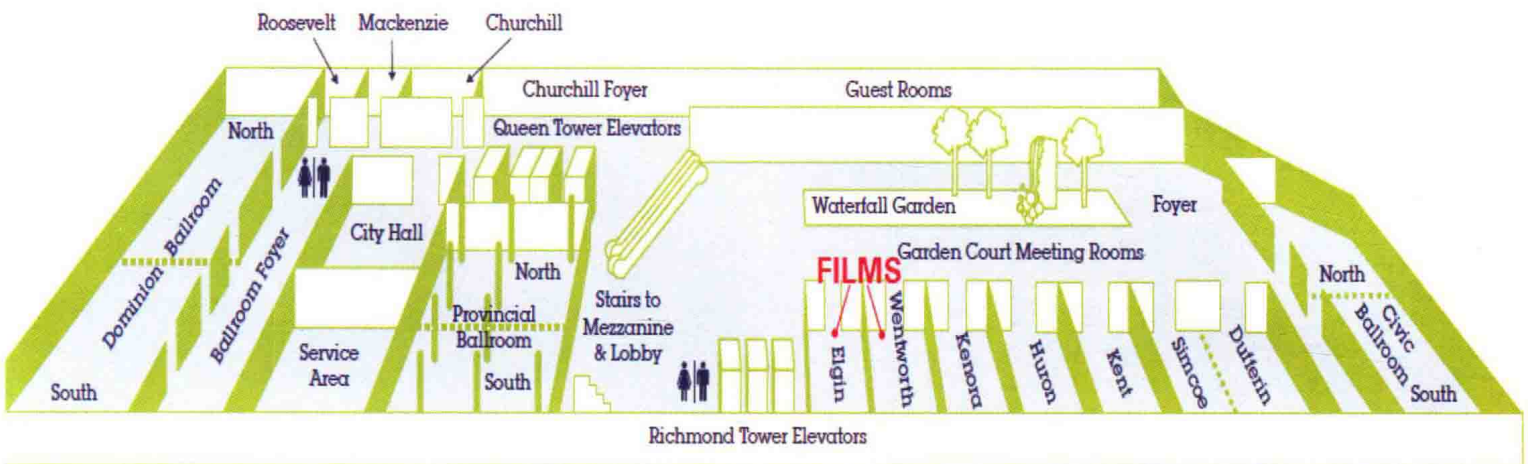 Roosevelt Mackenzie Churchill
Churchill Foyer
Guest Rooms
North
Queen Tower Elevators
Dominion Ballroom
Ballroom Foyer
City Hall
Waterfall Garden
Foyer
Garden Court Meeting Rooms
FILMS
North
North
Stairs to
Mezzanine
& Lobby
Provincial
Ballroom
Civic
Ballroom
Service
Area
South
South
Elgin
Wentworth
Kenora
Huron
Kent
Simcoe
Dufferin
South
Richmond Tower Elevators